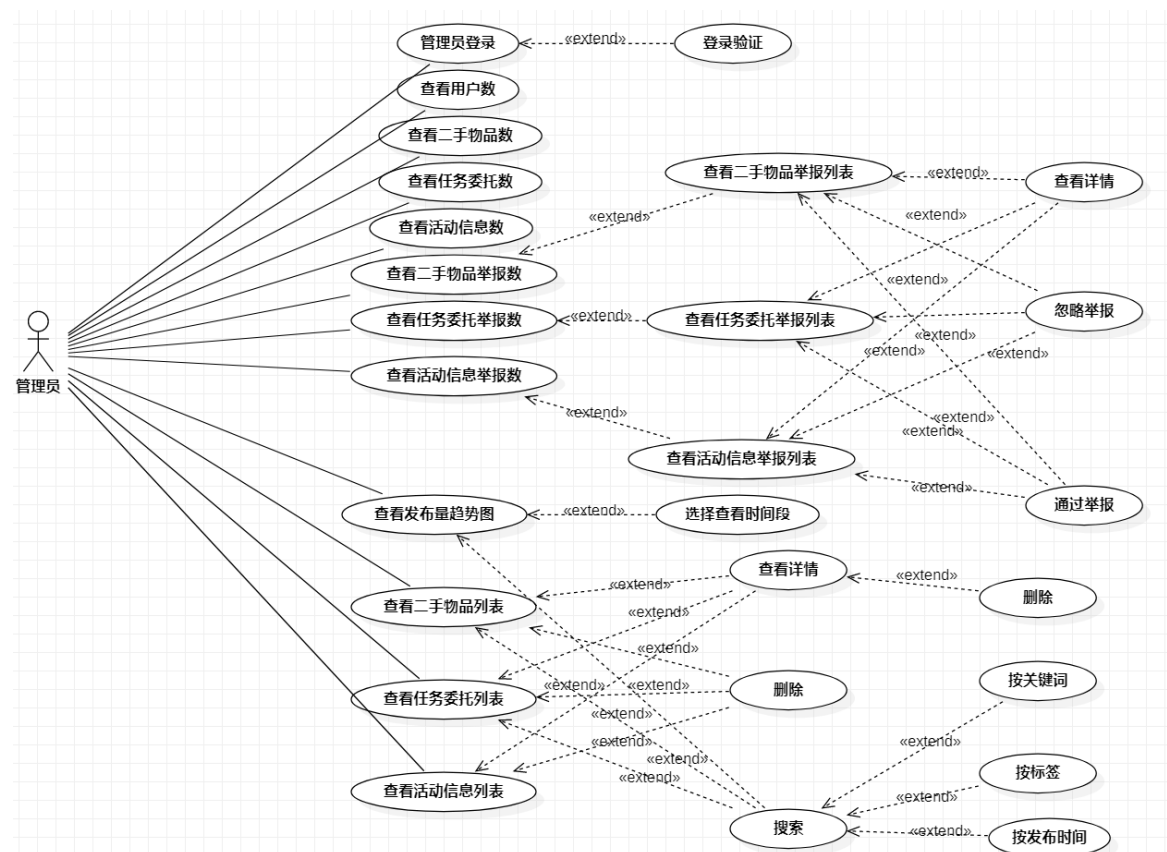 管理员登录
«extend»
登录验证
查看用户数
查看二手物品数
查看任务委托数
查看活动信息数
查看二手物品举报数
查看任务委托举报数
查看活动信息举报数
管理员
«extend»
«extend»
«extend»
查看二手物品举报列表
查看任务委托举报列表
查看活动信息举报列表
«extend»
«extend»
«extend»
«extend»
«extend»
«extend»
«extend»
«extend»
«extend»
查看详情
忽略举报
通过举报
查看发布量趋势图
«extend»
选择查看时间段
查看二手物品列表
查看任务委托列表
查看活动信息列表
«extend»
«extend»
«extend»
«extend»
«extend»
«extend»
«extend»
«extend»
«extend»
«extend»
查看详情
«extend»
删除
删除
搜索
«extend»
«extend»
«extend»
按关键词
按标签
按发布时间